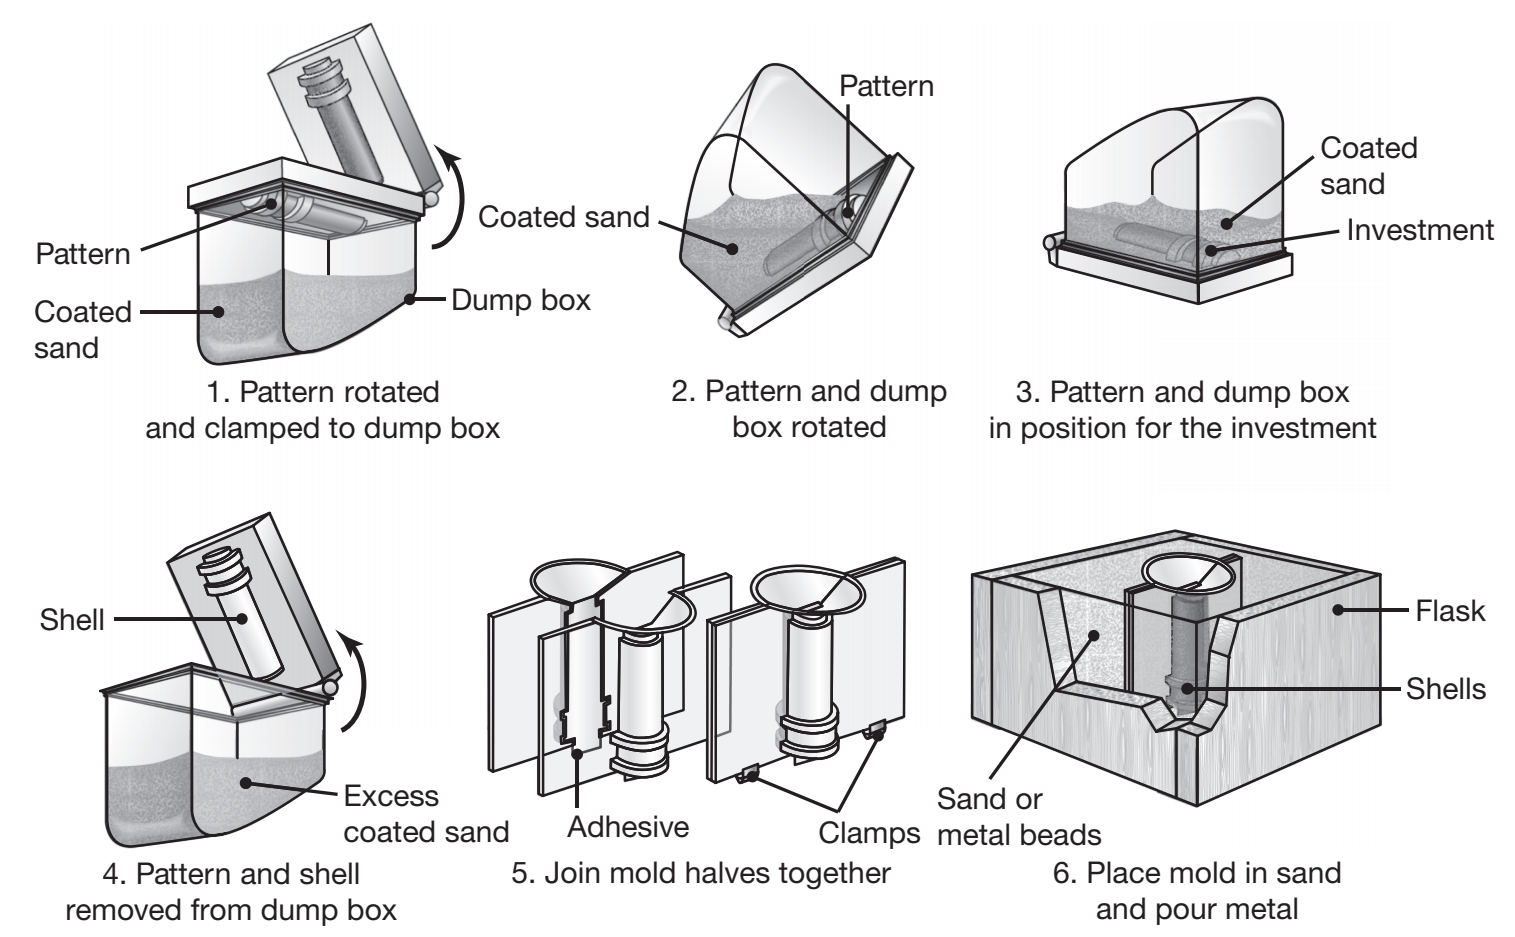 Pattern
Coated
sand
Dump box
1. Pattern rotated
and clamped to dump box
Pattern
Coated sand
2. Pattern and dump
box rotated
Coated
sand
Investment
3. Pattern and dump box
in position for the investment
Shell
Excess
coated sand
4. Pattern and shell
removed from dump box
Adhesive
Clamps
5. Join mold halves together
Flask
Shells
Sand or
metal beads
6. Place mold in sand
and pour metal